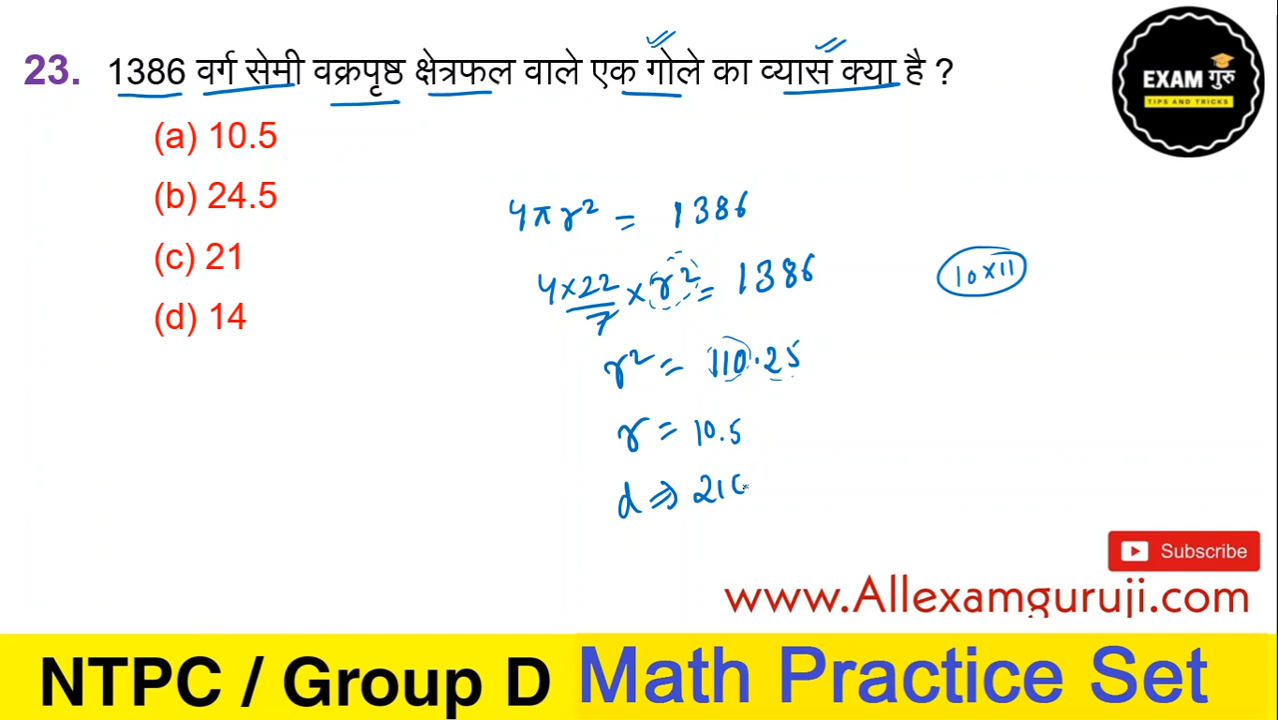 23. 1386 वर्ग सेमी वक्रपृष्ठ क्षेत्रफल वाले एक गोले का व्यास क्या है ?
EXAM गुरु
TIPS AND TRICKS
(a) 10.5
(b) 24.5
(c) 21
(d) 14
4πr² = 1386
4×22/7 × r² = 1386
10×11
r² = 110.25
r = 10.5
d ⇒ 21
Subscribe
www.Allexamguruji.com
NTPC / Group D Math Practice Set